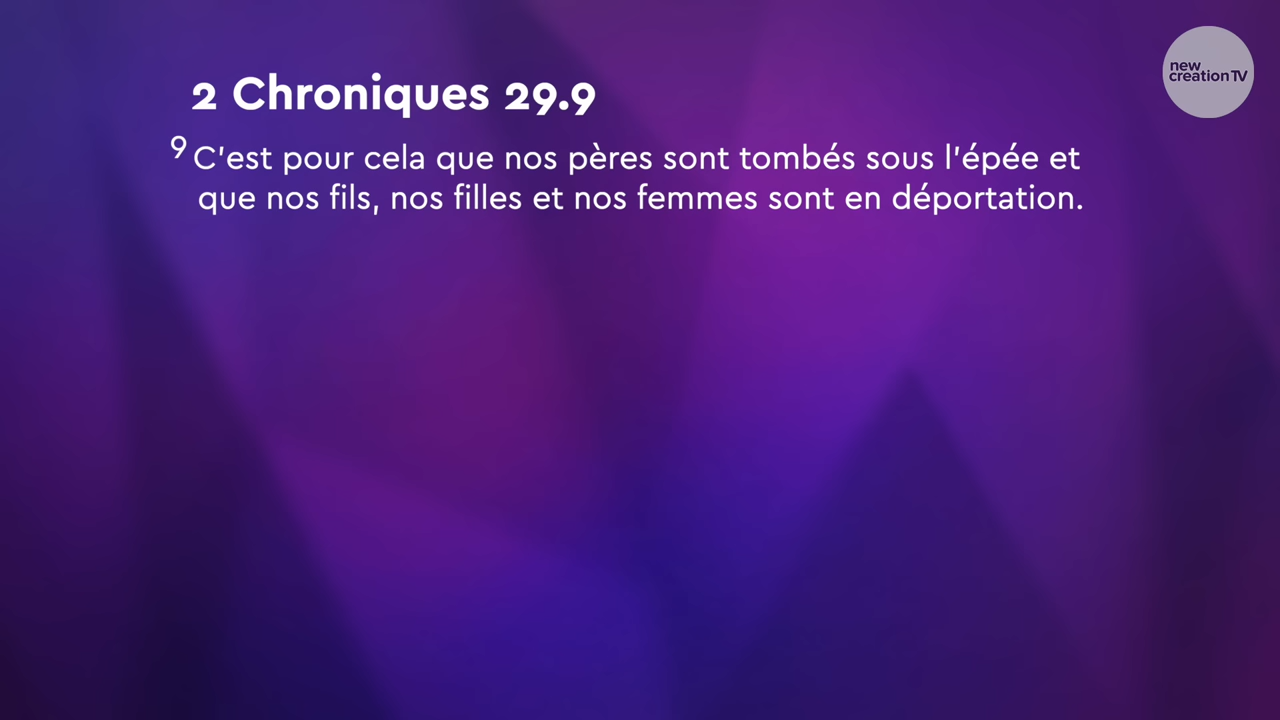 new
creation TV
2 Chroniques 29.9
9 C'est pour cela que nos pères sont tombés sous l'épée et
que nos fils, nos filles et nos femmes sont en déportation.